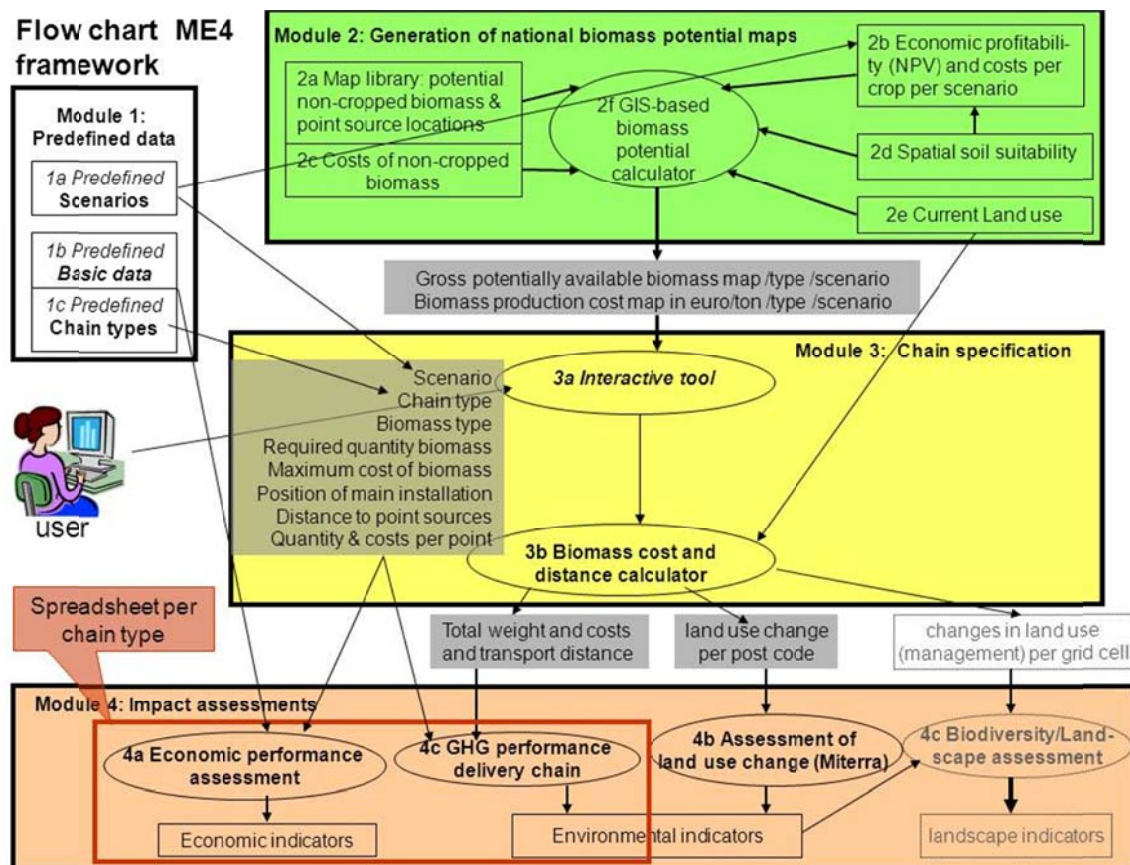 Flow chart ME4
framework
Module 1:
Predefined data
1a Predefined
Scenarios
1b Predefined
Basic data
1c Predefined
Chain types
user
Module 2: Generation of national biomass potential maps
2a Map library: potential
non-cropped biomass &
point source locations
2c Costs of non-cropped
biomass
2f GIS-based
biomass
potential
calculator
2b Economic profitabili-
ty (NPV) and costs per
crop per scenario
2d Spatial soil suitability
2e Current Land use
Gross potentially available biomass map /type /scenario
Biomass production cost map in euro/ton /type /scenario
Module 3: Chain specification
3a Interactive tool
Scenario
Chain type
Biomass type
Required quantity biomass
Maximum cost of biomass
Position of main installation
Distance to point sources
Quantity & costs per point
3b Biomass cost and
distance calculator
Spreadsheet per
chain type
Total weight and costs
and transport distance
land use change
per post code
changes in land use
(management) per grid cell
Module 4: Impact assessments
4a Economic performance
assessment
4c GHG performance
delivery chain
4b Assessment of
land use change (Miterra)
4c Biodiversity/Land-
scape assessment
Economic indicators
Environmental indicators
landscape indicators